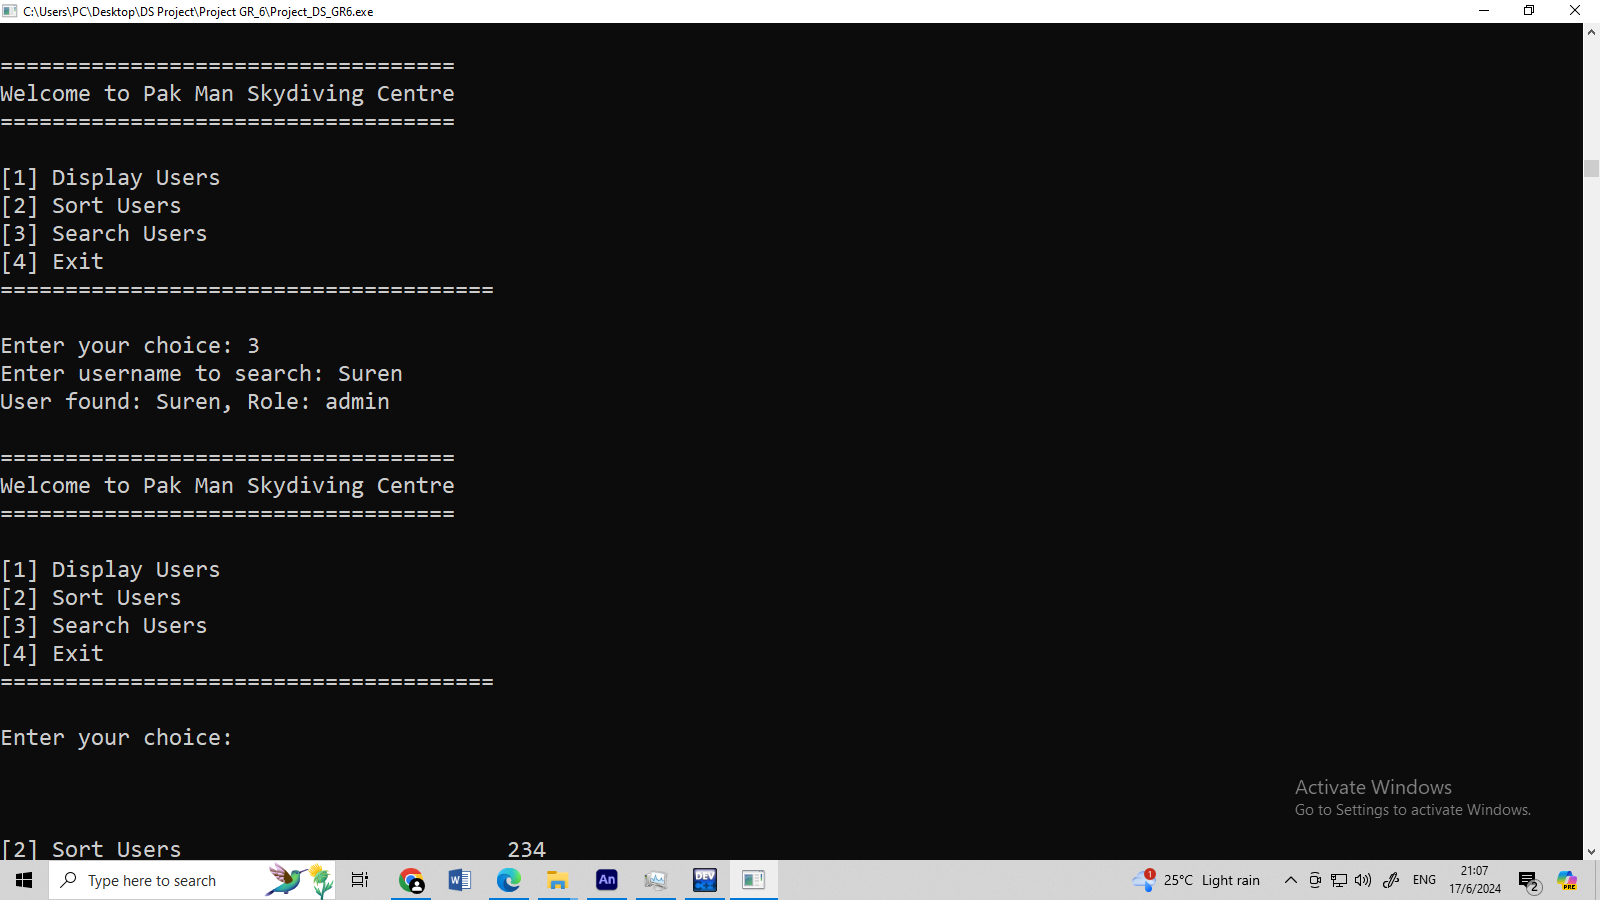 C:\Users\PC\Desktop\DS Project\Project GR_6\Project_DS_GR6.exe
===================================
Welcome to Pak Man Skydiving Centre
===================================
[1] Display Users
[2] Sort Users
[3] Search Users
[4] Exit
======================================
Enter your choice: 3
Enter username to search: Suren
User found: Suren, Role: admin
===================================
Welcome to Pak Man Skydiving Centre
===================================
[1] Display Users
[2] Sort Users
[3] Search Users
[4] Exit
======================================
Enter your choice:
Activate Windows
Go to Settings to activate Windows.
[2] Sort Users 234
Type here to search
W
An
DEV
1
25°C Light rain
ENG
21:07
17/6/2024
2
PRE